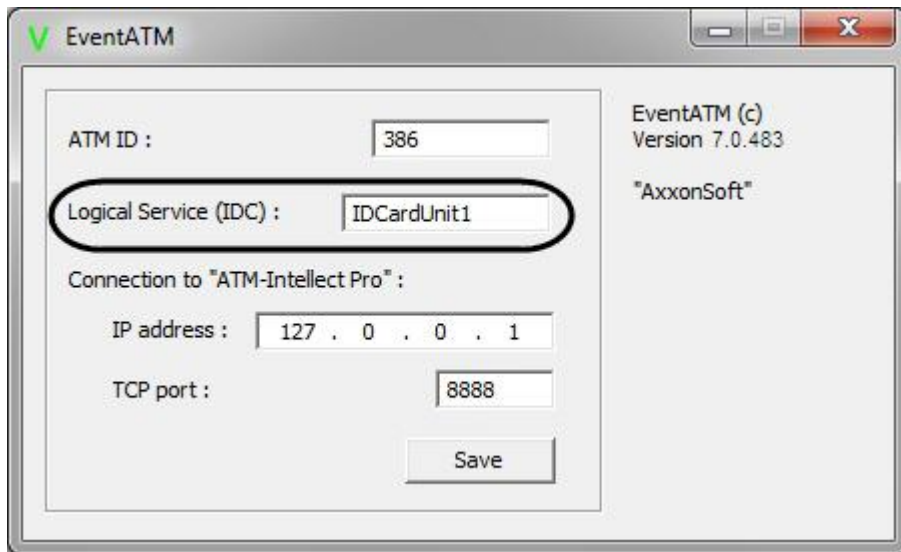 EventATM
ATM ID : 386
Logical Service (IDC) : IDCardUnit1
Connection to "ATM-Intellect Pro" :
IP address : 127 . 0 . 0 . 1
TCP port : 8888
Save
EventATM (c)
Version 7.0.483
"AxxonSoft"